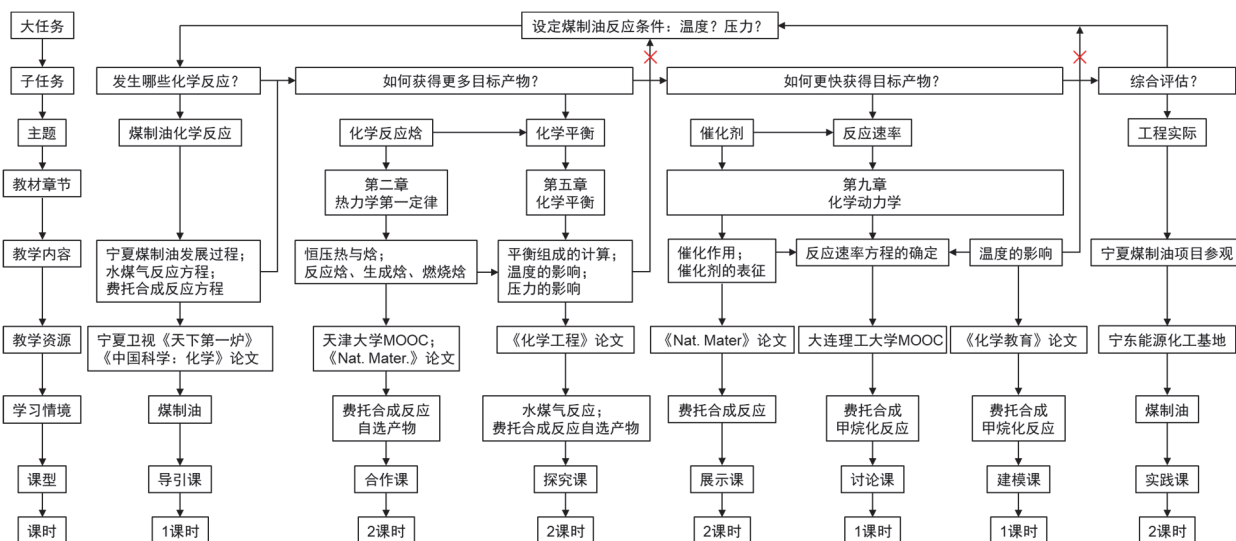 大任务
设定煤制油反应条件：温度？压力？
子任务
发生哪些化学反应？
如何获得更多目标产物？
如何更快获得目标产物？
综合评估？
主题
煤制油化学反应
化学反应焓
化学平衡
催化剂
反应速率
工程实际
教材章节
第二章
热力学第一定律
第五章
化学平衡
第九章
化学动力学
教学内容
宁夏煤制油发展过程；
水煤气反应方程；
费托合成反应方程
恒压热与焓；
反应焓、生成焓、燃烧焓
平衡组成的计算；
温度的影响；
压力的影响
催化作用；
催化剂的表征
反应速率方程的确定
温度的影响
宁夏煤制油项目参观
教学资源
宁夏卫视《天下第一炉》
《中国科学：化学》论文
天津大学MOOC；
《Nat. Mater.》论文
《化学工程》论文
《Nat. Mater》论文
大连理工大学MOOC
《化学教育》论文
宁东能源化工基地
学习情境
煤制油
费托合成反应
自选产物
水煤气反应；
费托合成反应自选产物
费托合成反应
费托合成
甲烷化反应
费托合成
甲烷化反应
煤制油
课型
导引课
合作课
探究课
展示课
讨论课
建模课
实践课
课时
1课时
2课时
2课时
2课时
1课时
1课时
2课时